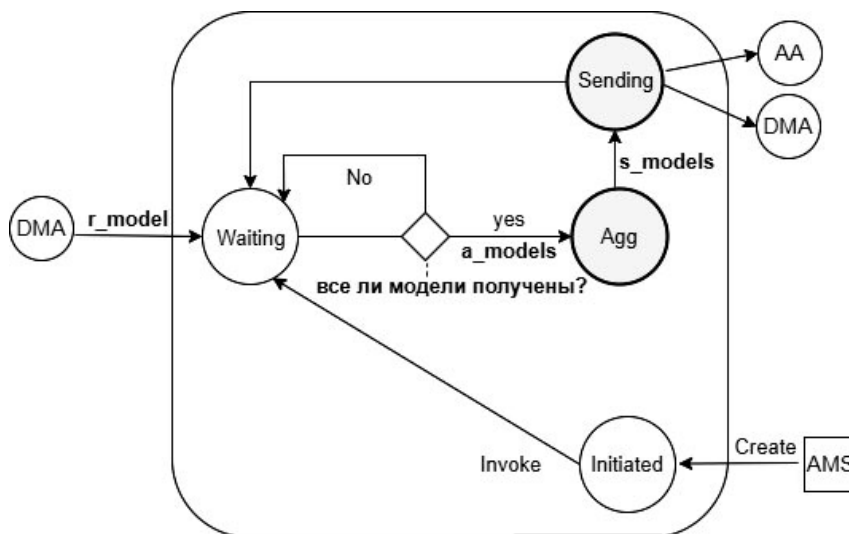 AA
Sending
DMA
s_models
No
DMA
r_model
Waiting
yes
a_models
Agg
все ли модели получены?
Create
Invoke
Initiated
AMS